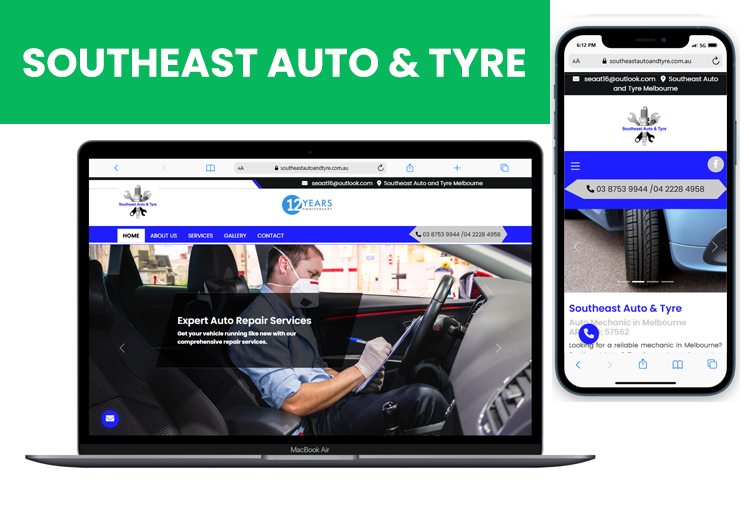 SOUTHEAST AUTO & TYRE
AA southeastautoandtyre.com.au
seaat16@outlook.com Southeast Auto and Tyre Melbourne
Southeast Auto & Tyre
12 YEARS
ANNIVERSARY
HOME ABOUT US SERVICES GALLERY CONTACT
03 8753 9944 /04 2228 4958
Expert Auto Repair Services
Get your vehicle running like new with our
comprehensive repair services.
MacBook Air
6:12 PM 5G
AA southeastautoandtyre.com.au
seaat16@outlook.com Southeast Auto
and Tyre Melbourne
Southeast Auto & Tyre
f
03 8753 9944 /04 2228 4958
Southeast Auto & Tyre
Auto Mechanic in Melbourne
: 57562
Looking for a reliable mechanic in Melbourne?